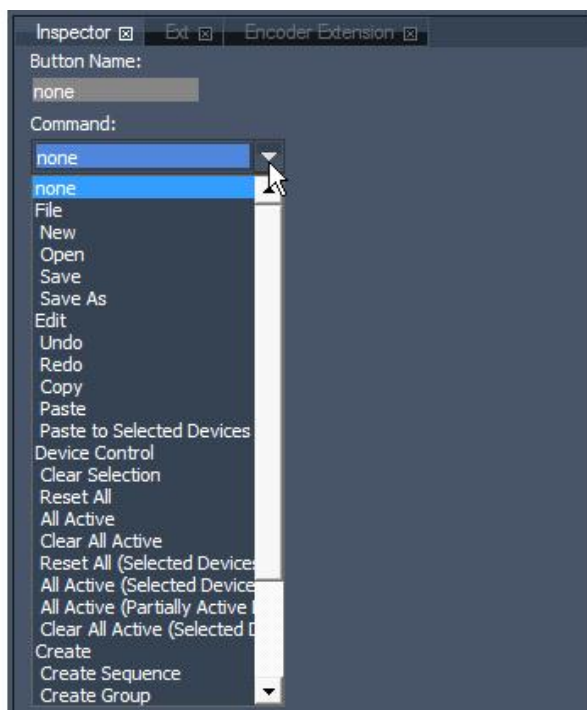 Inspector Ext Encoder Extension
Button Name:
none
Command:
none
none
File
New
Open
Save
Save As
Edit
Undo
Redo
Copy
Paste
Paste to Selected Devices
Device Control
Clear Selection
Reset All
All Active
Clear All Active
Reset All (Selected Devices
All Active (Selected Device
All Active (Partially Active
Clear All Active (Selected
Create
Create Sequence
Create Group